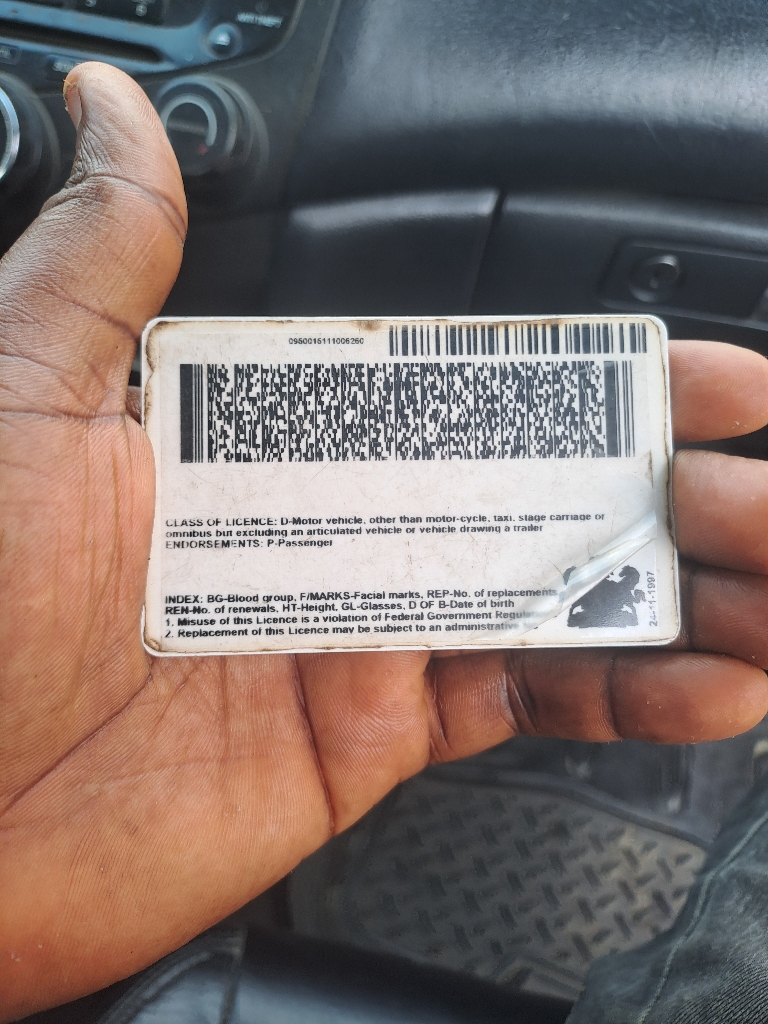 0950015111006260
CLASS OF LICENCE: D-Motor vehicle, other than motor-cycle, taxi, stage carriage or
omnibus but excluding an articulated vehicle or vehicle drawing a trailer
ENDORSEMENTS: P-Passenger
INDEX: BG-Blood group, F/MARKS-Facial marks, REP-No. of replacements,
REN-No. of renewals, HT-Height, GL-Glasses, D OF B-Date of birth
1. Misuse of this Licence is a violation of Federal Government
2. Replacement of this Licence may be subject to an administrative
24-11-1997